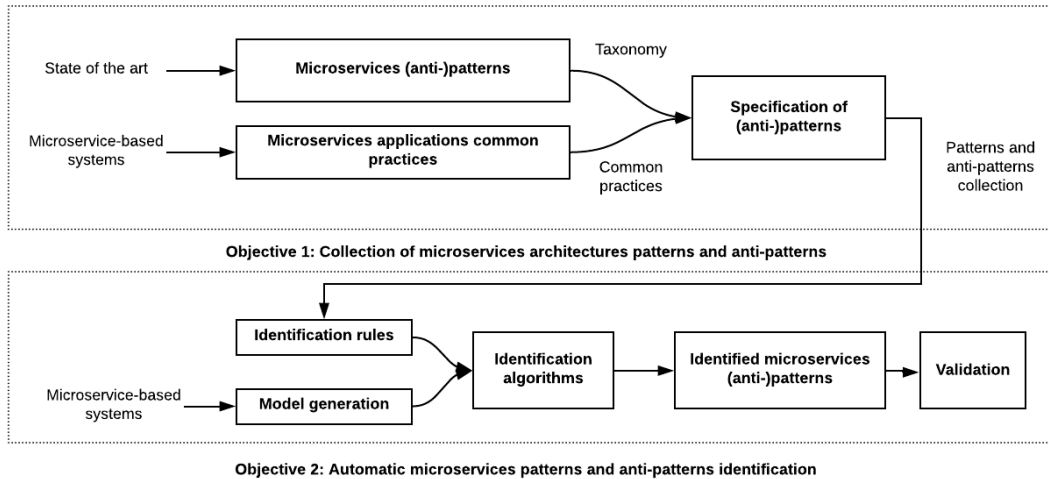 Taxonomy
State of the art
Microservices (anti-)patterns
Specification of
(anti-)patterns
Microservice-based
systems
Microservices applications common
practices
Common
practices
Patterns and
anti-patterns
collection
Objective 1: Collection of microservices architectures patterns and anti-patterns
Identification rules
Identification
algorithms
Identified microservices
(anti-)patterns
Validation
Microservice-based
systems
Model generation
Objective 2: Automatic microservices patterns and anti-patterns identification